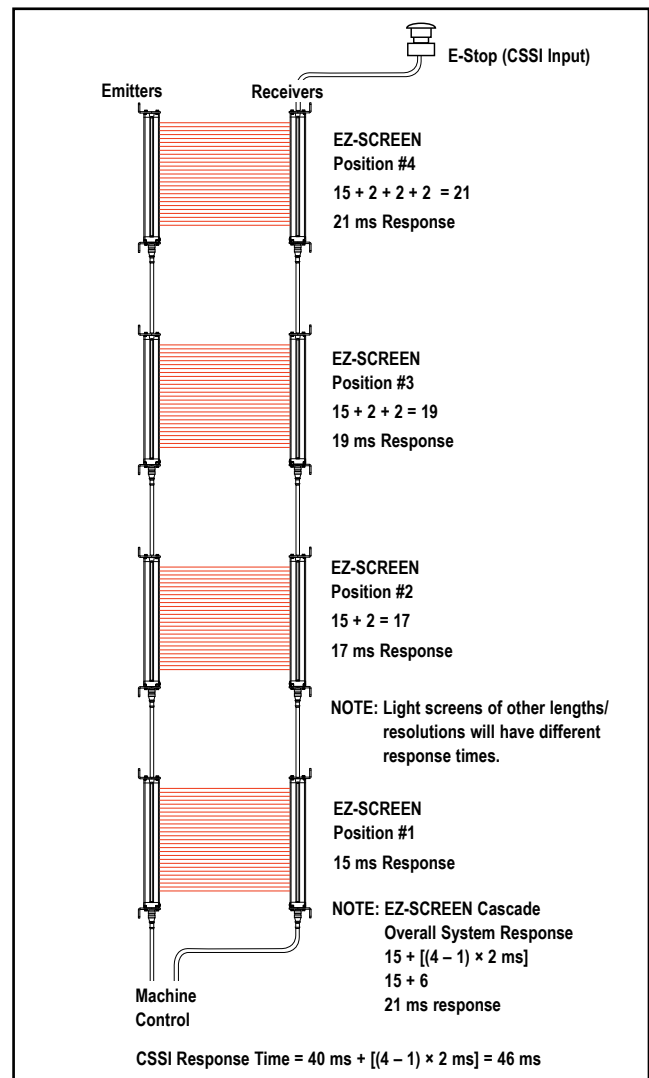 E-Stop (CSSI Input)
Emitters
Receivers
EZ-SCREEN
Position #4
15 + 2 + 2 + 2 = 21
21 ms Response
EZ-SCREEN
Position #3
15 + 2 + 2 = 19
19 ms Response
EZ-SCREEN
Position #2
15 + 2 = 17
17 ms Response
NOTE: Light screens of other lengths/
resolutions will have different
response times.
EZ-SCREEN
Position #1
15 ms Response
NOTE: EZ-SCREEN Cascade
Overall System Response
15 + [(4 – 1) × 2 ms]
15 + 6
21 ms response
Machine
Control
CSSI Response Time = 40 ms + [(4 – 1) × 2 ms] = 46 ms